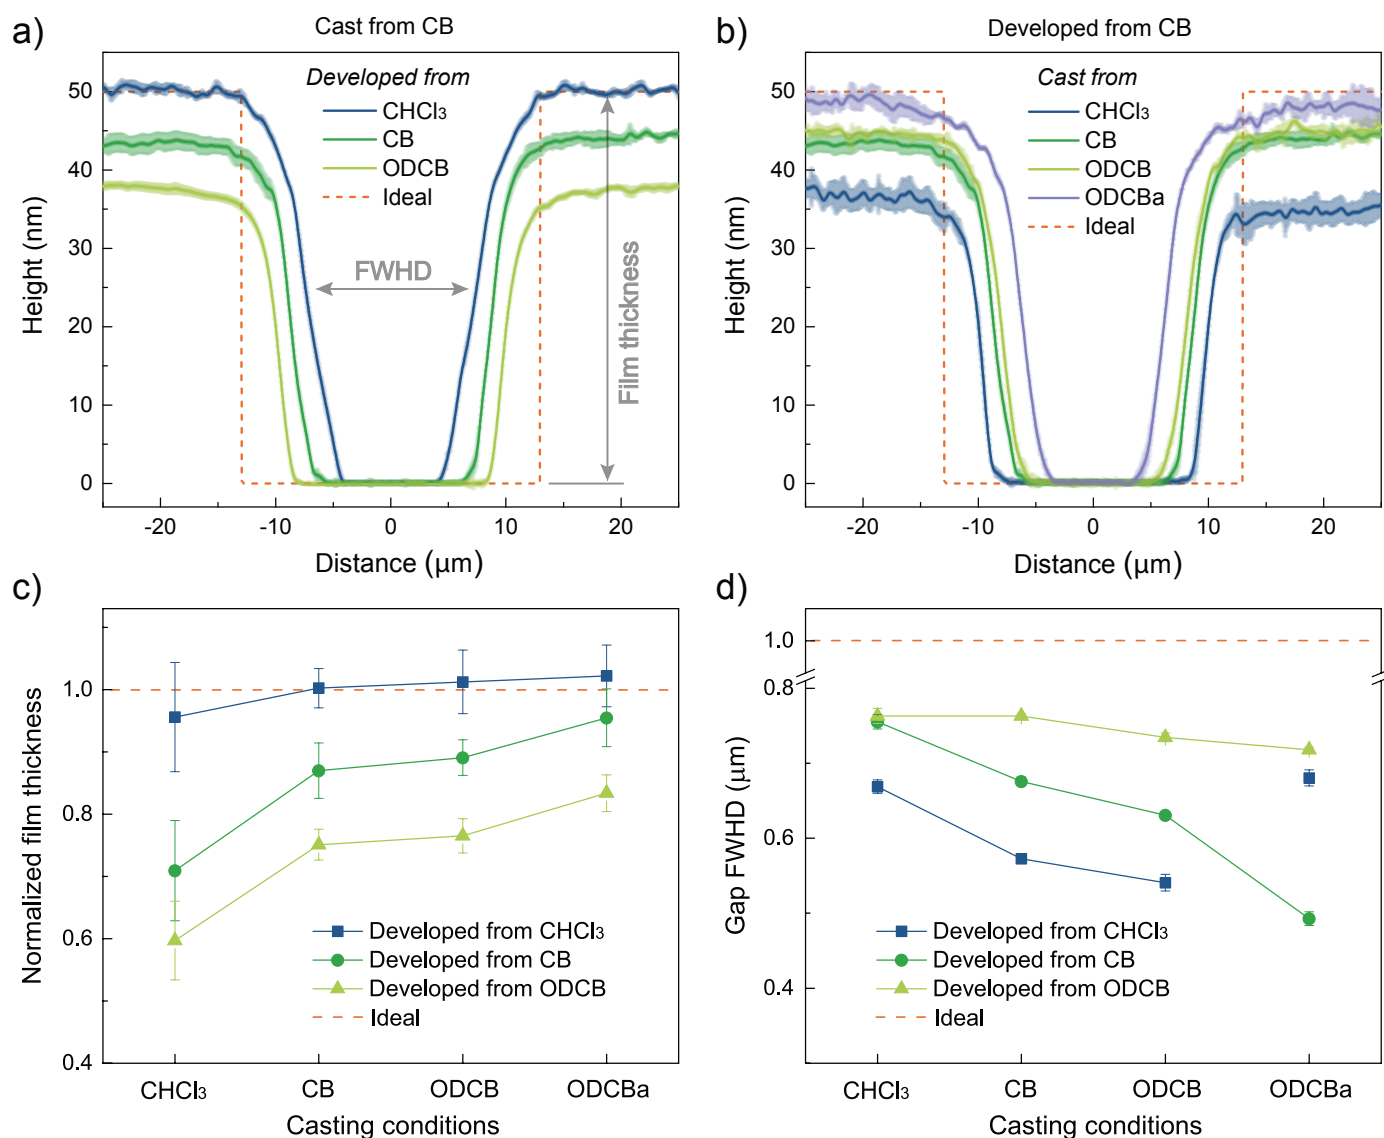 a)
Cast from CB
Developed from
CHCl₃
CB
ODCB
Ideal
FWHD
Film thickness
Height (nm)
50
40
30
20
10
0
-20 -10 0 10 20
Distance (μm)
b)
Developed from CB
Cast from
CHCl₃
CB
ODCB
ODCBa
Ideal
Height (nm)
50
40
30
20
10
0
-20 -10 0 10 20
Distance (μm)
c)
Normalized film thickness
1.0
0.8
0.6
0.4
Developed from CHCl₃
Developed from CB
Developed from ODCB
Ideal
CHCl₃ CB ODCB ODCBa
Casting conditions
d)
Gap FWHD (μm)
1.0
0.8
0.6
0.4
Developed from CHCl₃
Developed from CB
Developed from ODCB
Ideal
CHCl₃ CB ODCB ODCBa
Casting conditions